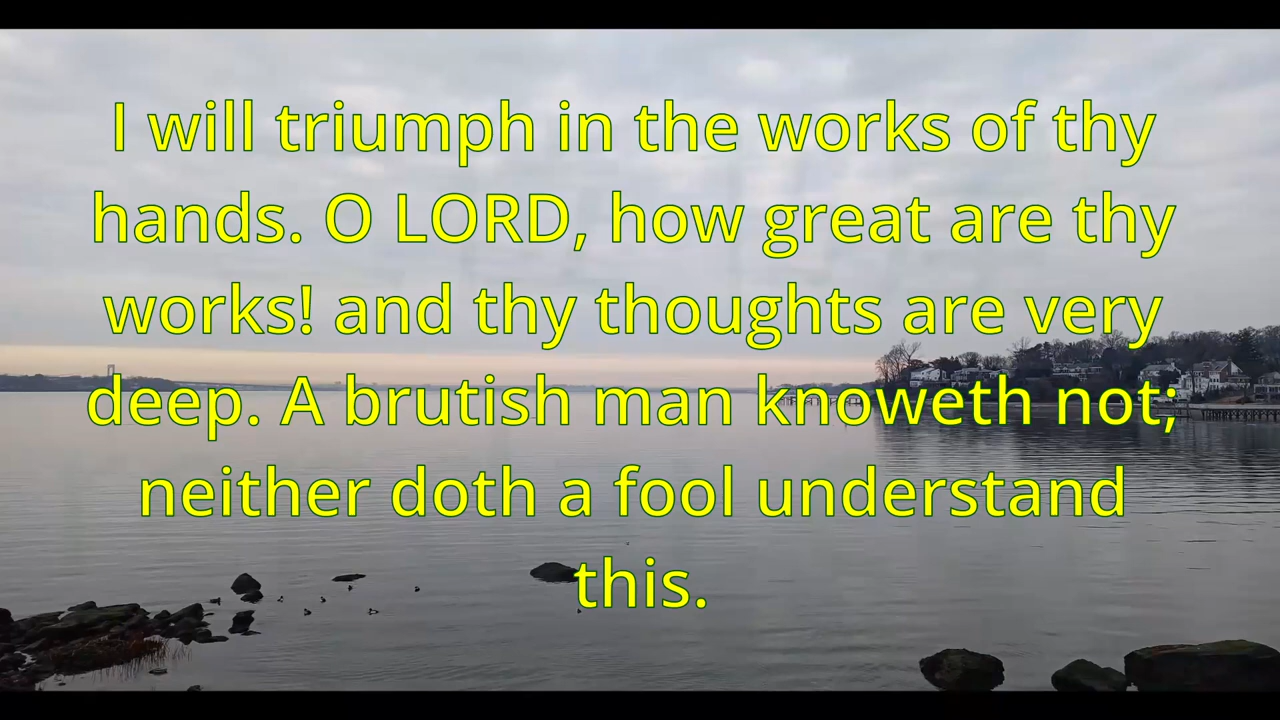 I will triumph in the works of thy
hands. O LORD, how great are thy
works! and thy thoughts are very
deep. A brutish man knoweth not;
neither doth a fool understand
this.